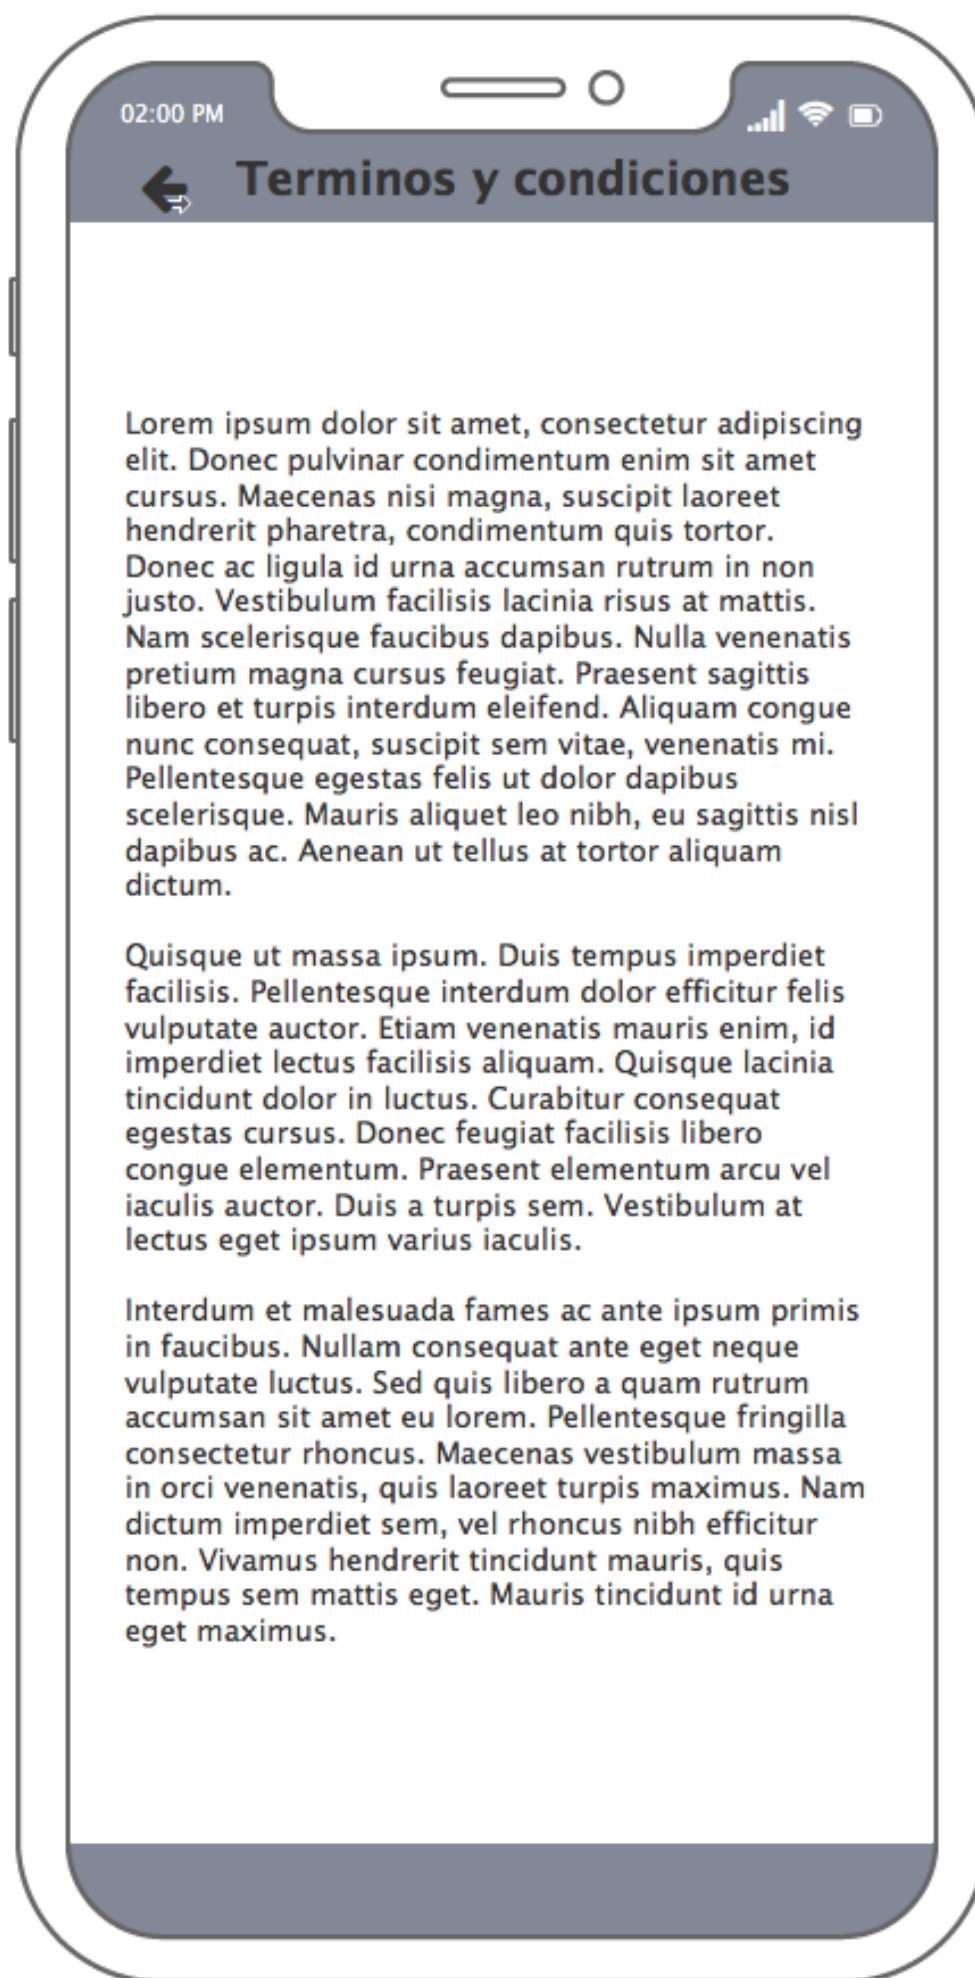 02:00 PM
Terminos y condiciones
Lorem ipsum dolor sit amet, consectetur adipiscing
elit. Donec pulvinar condimentum enim sit amet
cursus. Maecenas nisi magna, suscipit laoreet
hendrerit pharetra, condimentum quis tortor.
Donec ac ligula id urna accumsan rutrum in non
justo. Vestibulum facilisis lacinia risus at mattis.
Nam scelerisque faucibus dapibus. Nulla venenatis
pretium magna cursus feugiat. Praesent sagittis
libero et turpis interdum eleifend. Aliquam congue
nunc consequat, suscipit sem vitae, venenatis mi.
Pellentesque egestas felis ut dolor dapibus
scelerisque. Mauris aliquet leo nibh, eu sagittis nisl
dapibus ac. Aenean ut tellus at tortor aliquam
dictum.
Quisque ut massa ipsum. Duis tempus imperdiet
facilisis. Pellentesque interdum dolor efficitur felis
vulputate auctor. Etiam venenatis mauris enim, id
imperdiet lectus facilisis aliquam. Quisque lacinia
tincidunt dolor in luctus. Curabitur consequat
egestas cursus. Donec feugiat facilisis libero
congue elementum. Praesent elementum arcu vel
iaculis auctor. Duis a turpis sem. Vestibulum at
lectus eget ipsum varius iaculis.
Interdum et malesuada fames ac ante ipsum primis
in faucibus. Nullam consequat ante eget neque
vulputate luctus. Sed quis libero a quam rutrum
accumsan sit amet eu lorem. Pellentesque fringilla
consectetur rhoncus. Maecenas vestibulum massa
in orci venenatis, quis laoreet turpis maximus. Nam
dictum imperdiet sem, vel rhoncus nibh efficitur
non. Vivamus hendrerit tincidunt mauris, quis
tempus sem mattis eget. Mauris tincidunt id urna
eget maximus.